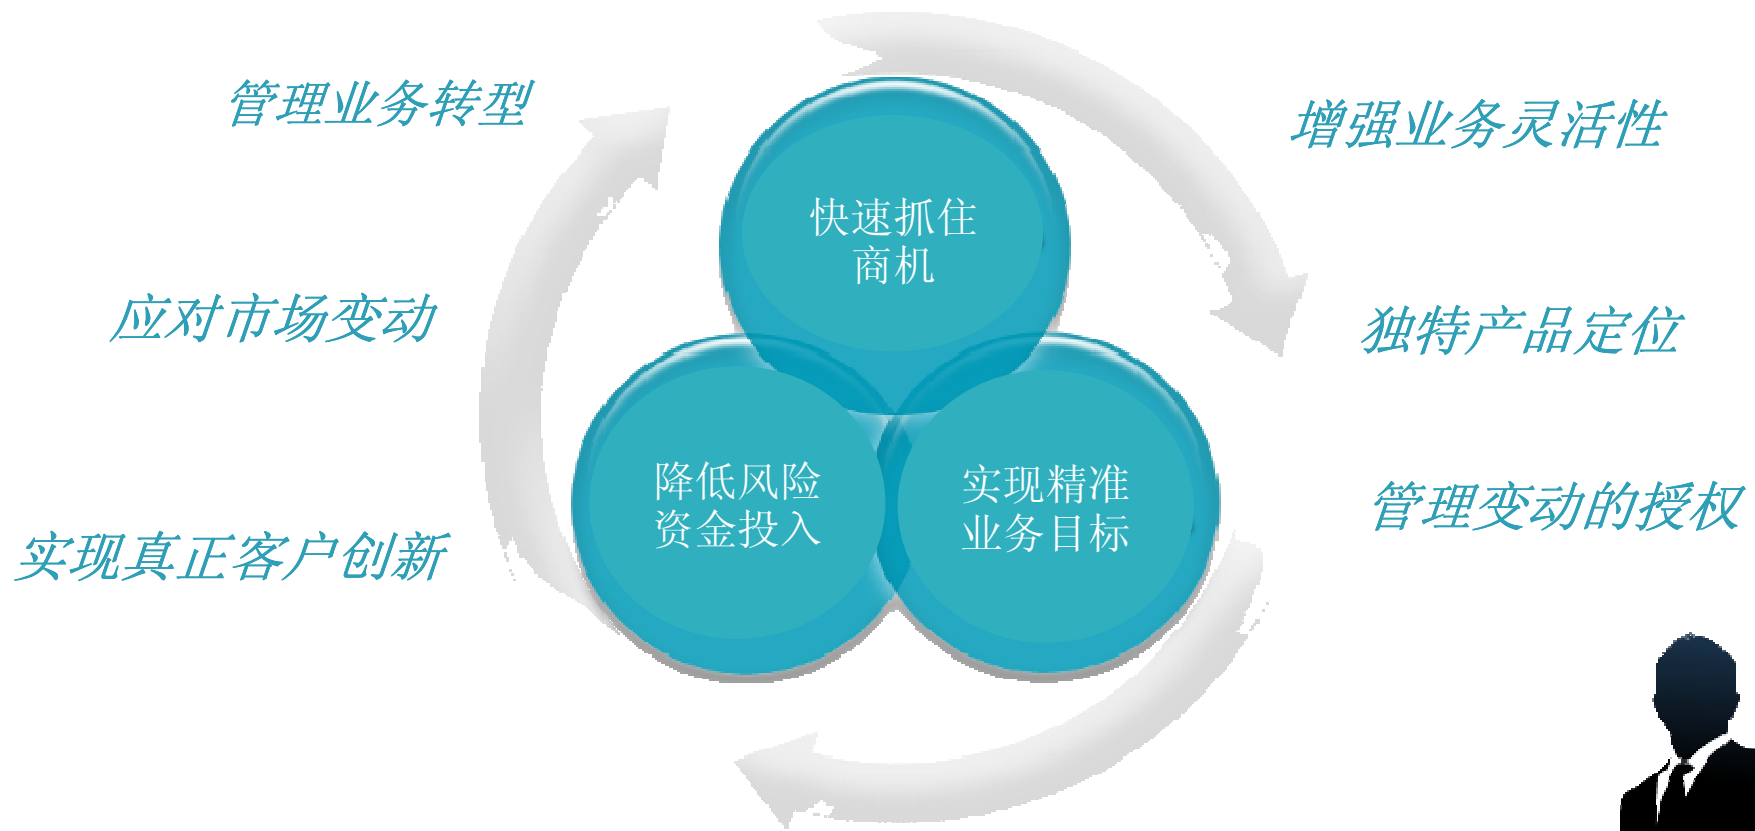 管理业务转型
增强业务灵活性
快速抓住
商机
应对市场变动
独特产品定位
降低风险
资金投入
实现精准
业务目标
管理变动的授权
实现真正客户创新